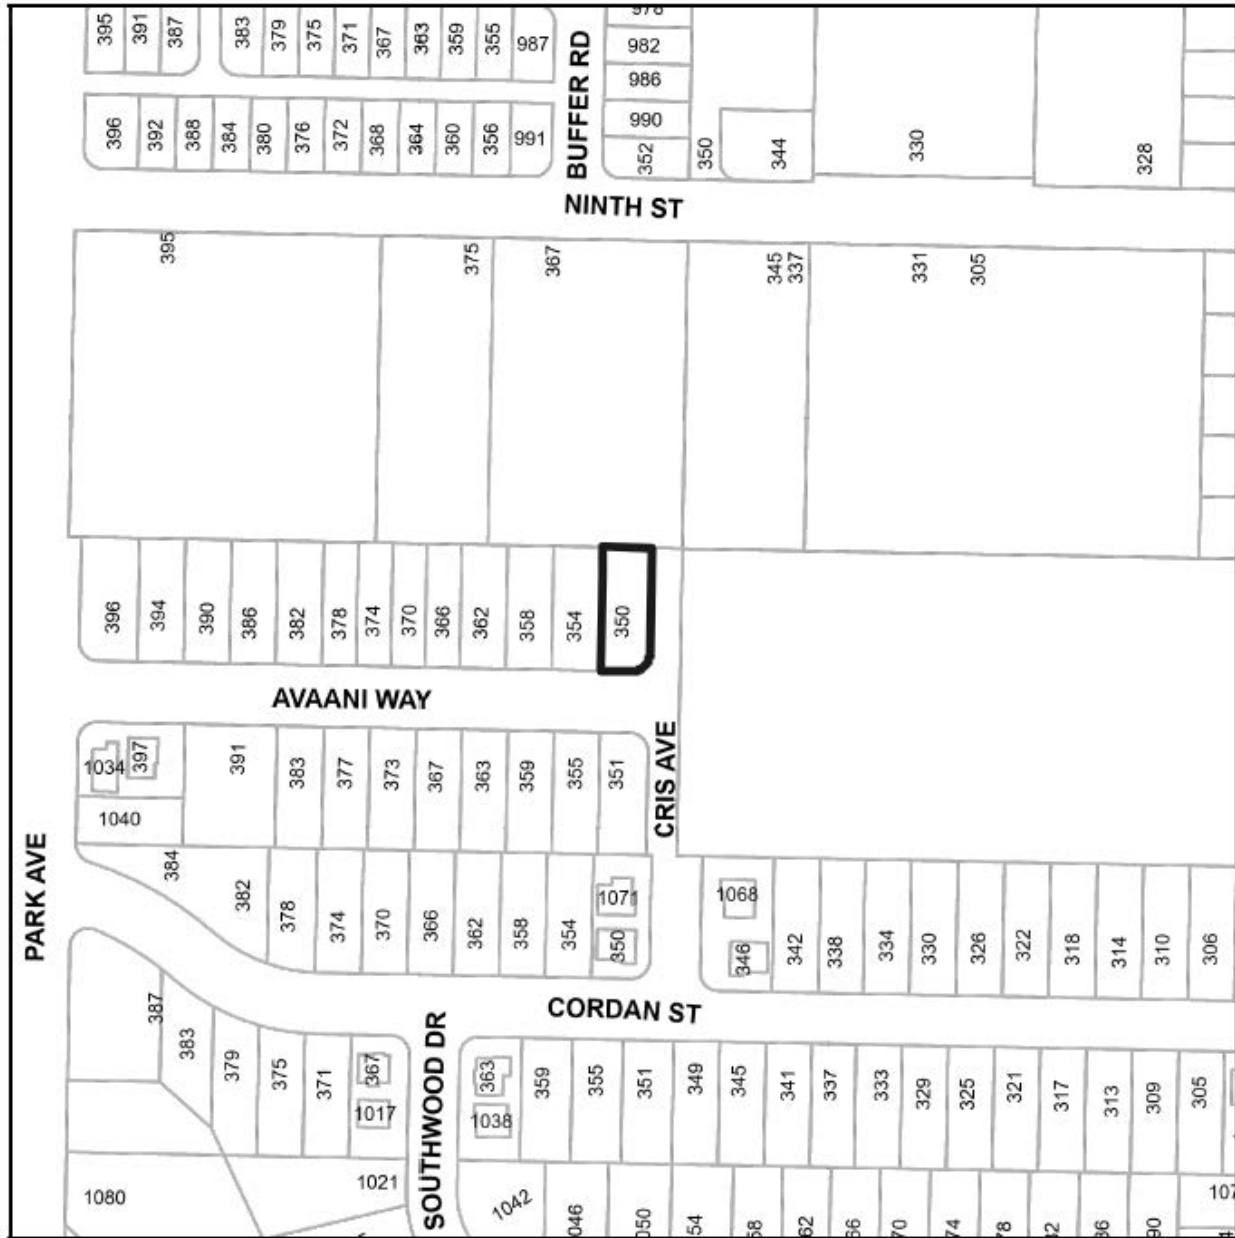 395 391 387 383 379 375 371 367 363 359 355 987
982
986
990
352 350 344 330 328
396 392 388 384 380 376 372 368 364 360 356 991
BUFFER RD
NINTH ST
395 375 367 345 337 331 305
396 394 390 386 382 378 374 370 366 362 358 354 350
AVAANI WAY
CRIS AVE
1034 397 391 383 377 373 367 363 359 355 351
1040
PARK AVE
384 382 378 374 370 366 362 358 354 1071
350
1068
346 342 338 334 330 326 322 318 314 310 306
CORDAN ST
SOUTHWOOD DR
387 383 379 375 371 367
1017
363 359 355 351 349 345 341 337 333 329 325 321 317 313 309 305
1038
1080 1021 1042